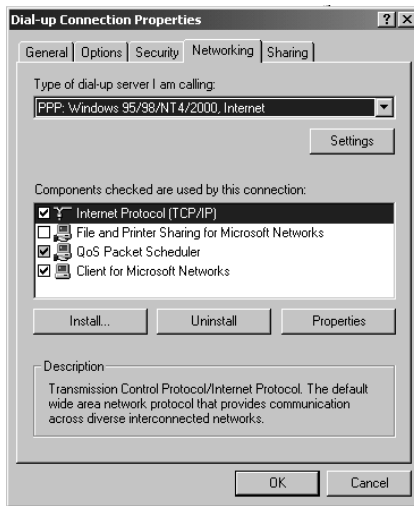 Dial-up Connection Properties
General Options Security Networking Sharing
Type of dial-up server I am calling:
PPP: Windows 95/98/NT4/2000, Internet
Settings
Components checked are used by this connection:
Internet Protocol (TCP/IP)
File and Printer Sharing for Microsoft Networks
QoS Packet Scheduler
Client for Microsoft Networks
Install... Uninstall Properties
Description
Transmission Control Protocol/Internet Protocol. The default
wide area network protocol that provides communication
across diverse interconnected networks.
OK Cancel